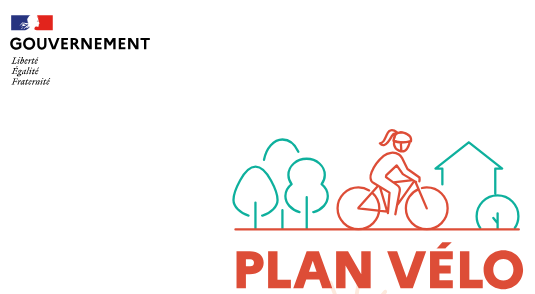 GOUVERNEMENT
Liberté
Égalité
Fraternité
PLAN VÉLO